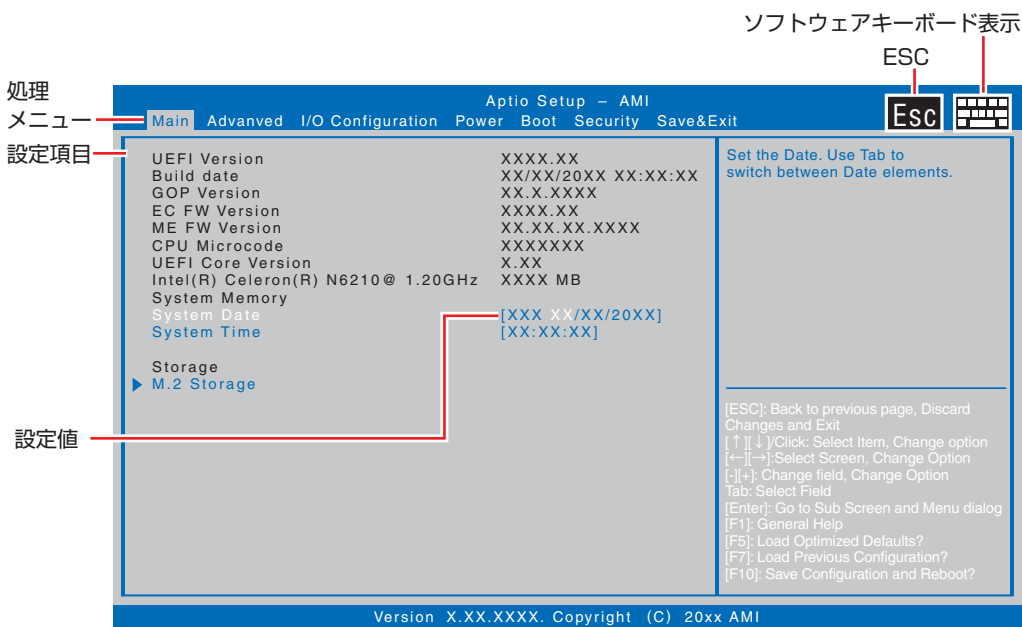 ソフトウェアキーボード表示
ESC
処理
メニュー
設定項目
設定値
Aptio Setup – AMI
Main Advanved I/O Configuration Power Boot Security Save&Exit
Esc
UEFI Version XXXX.XX
Build date XX/XX/20XX XX:XX:XX
GOP Version XX.X.XXXX
EC FW Version XXXX.XX
ME FW Version XX.XX.XX.XXXX
CPU Microcode XXXXXXX
UEFI Core Version X.XX
Intel(R) Celeron(R) N6210@ 1.20GHz XXXX MB
System Memory
System Date [XXX XX/XX/20XX]
System Time [XX:XX:XX]
Storage
M.2 Storage
Set the Date. Use Tab to
switch between Date elements.
[ESC]: Back to previous page, Discard
Changes and Exit
[↑][↓]/Click: Select Item, Change option
[←][→]:Select Screen, Change Option
[-][+]: Change field, Change Option
Tab: Select Field
[Enter]: Go to Sub Screen and Menu dialog
[F1]: General Help
[F5]: Load Optimized Defaults?
[F7]: Load Previous Configuration?
[F10]: Save Configuration and Reboot?
Version X.XX.XXXX. Copyright (C) 20xx AMI